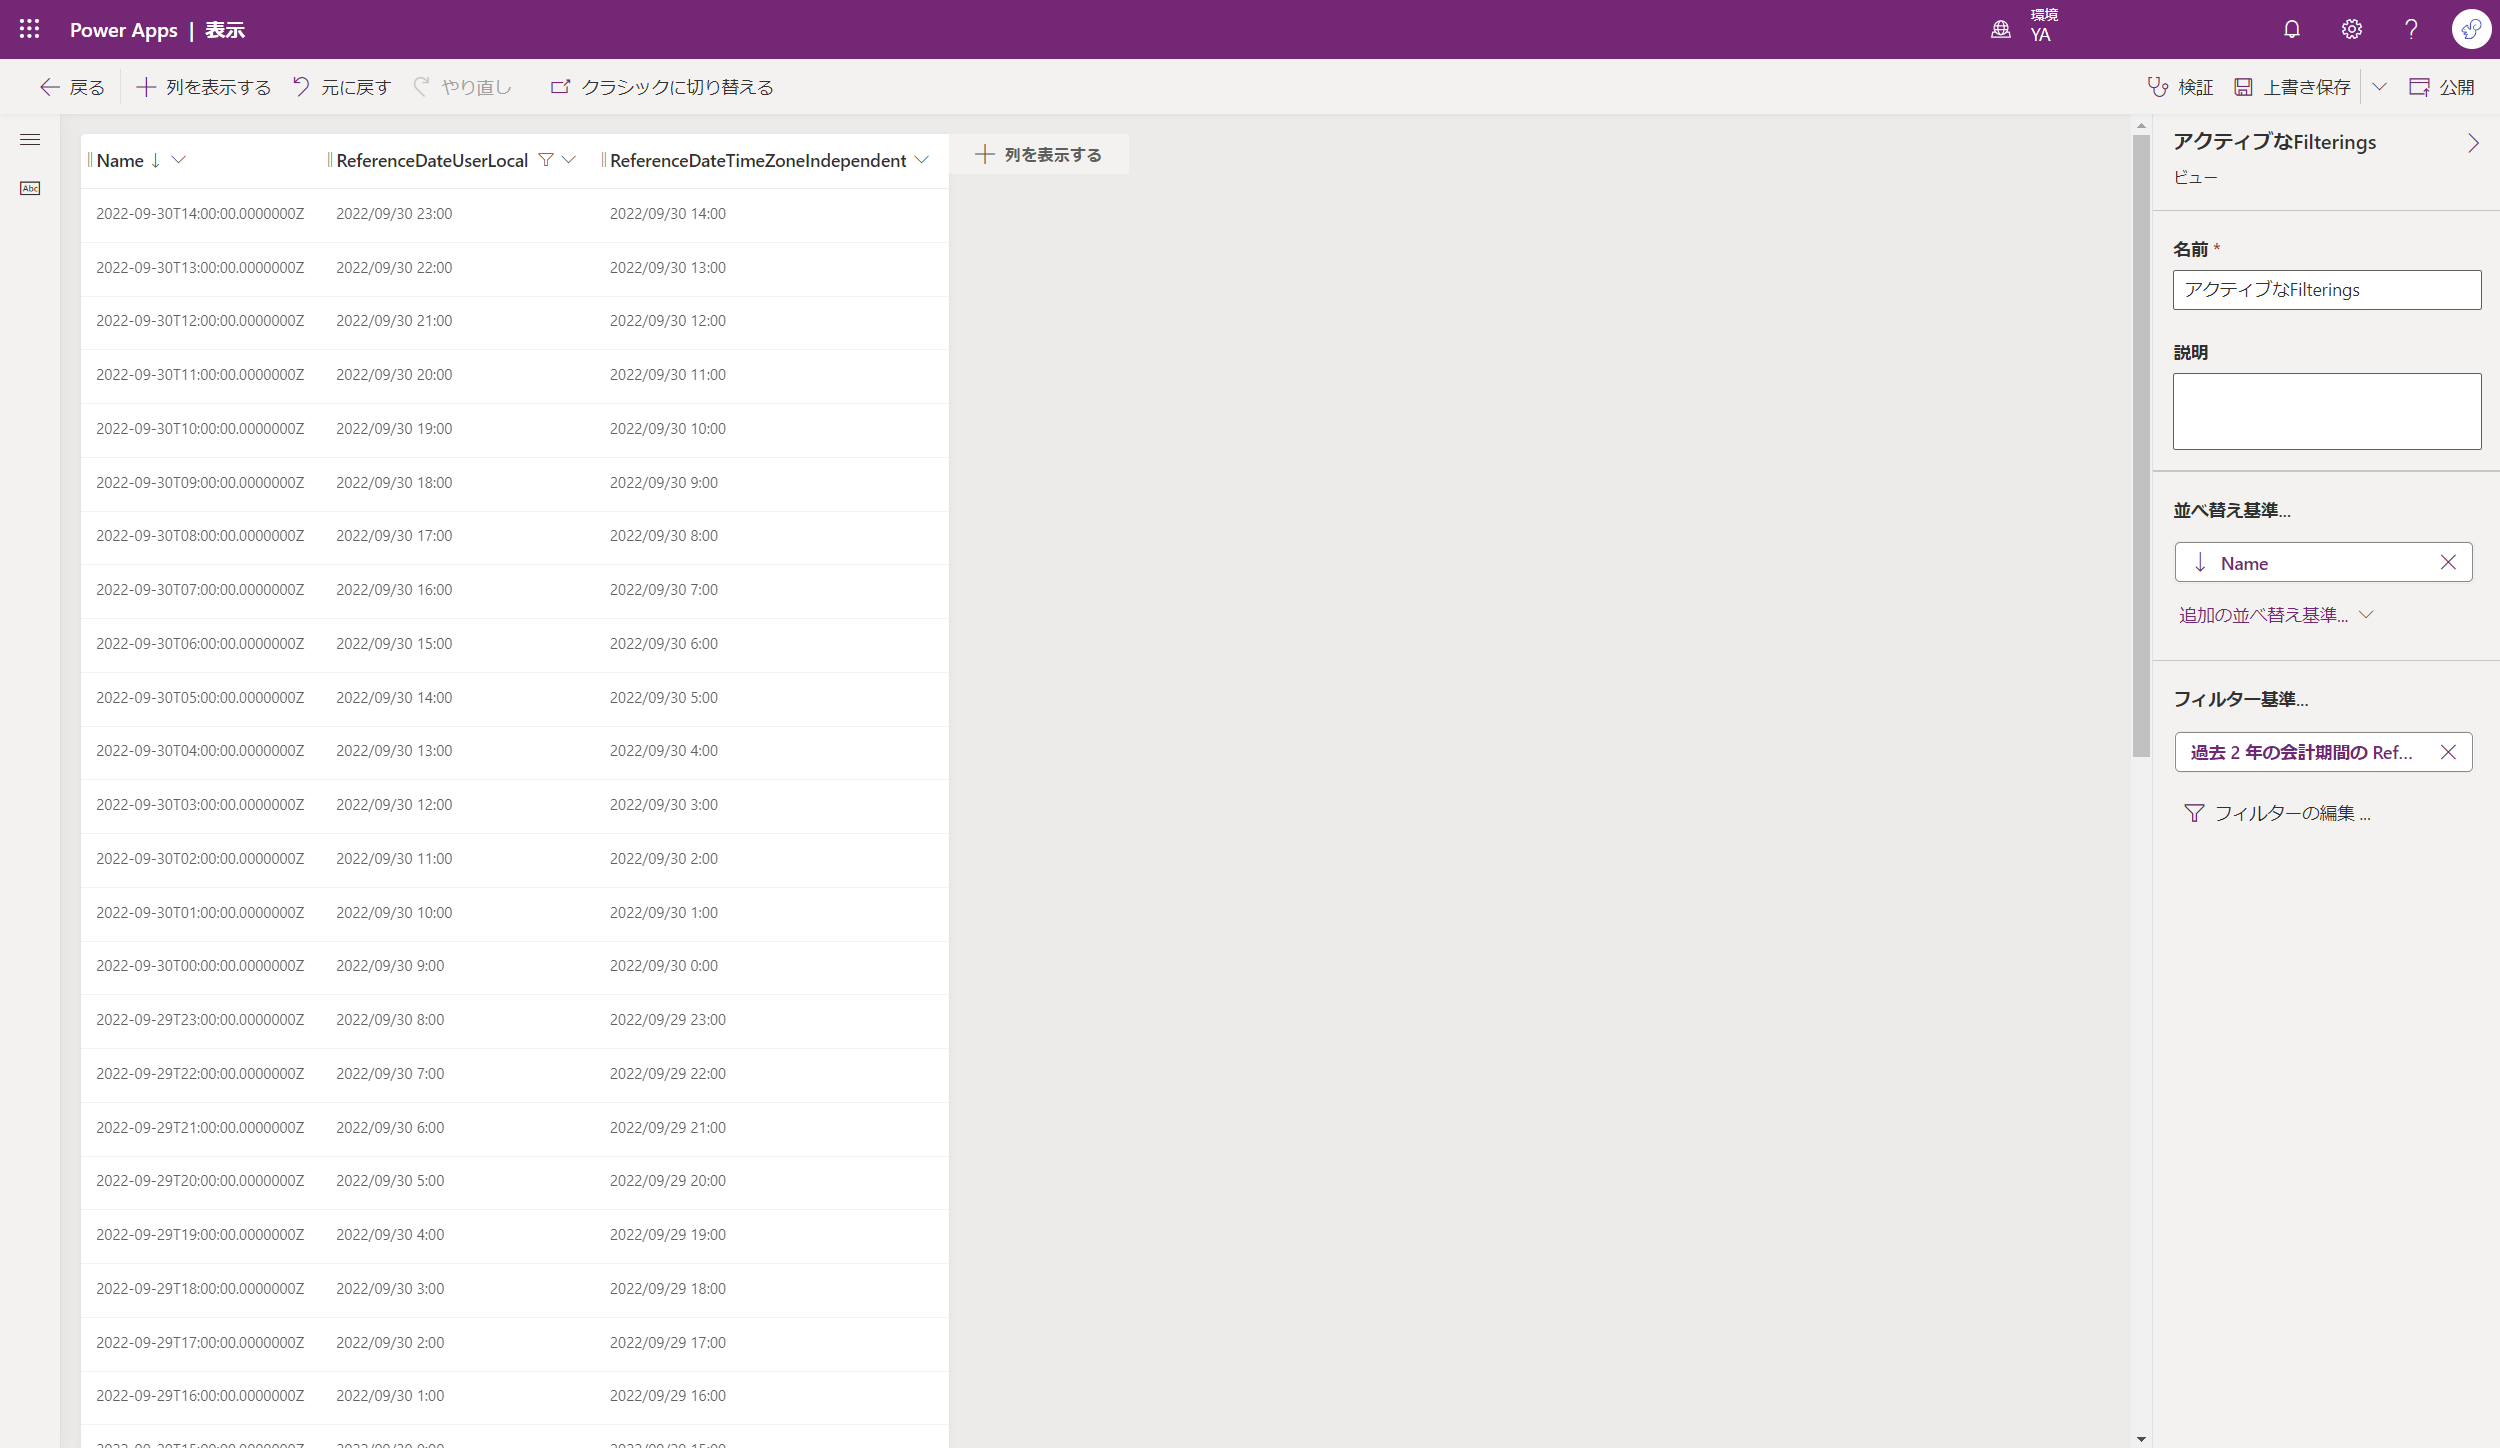 Power Apps | 表示
環境
YA
戻る 列を表示する 元に戻す やり直し クラシックに切り替える 検証 上書き保存 公開
Abc
Name ReferenceDateUserLocal ReferenceDateTimeZoneIndependent 列を表示する
2022-09-30T14:00:00.0000000Z 2022/09/30 23:00 2022/09/30 14:00
2022-09-30T13:00:00.0000000Z 2022/09/30 22:00 2022/09/30 13:00
2022-09-30T12:00:00.0000000Z 2022/09/30 21:00 2022/09/30 12:00
2022-09-30T11:00:00.0000000Z 2022/09/30 20:00 2022/09/30 11:00
2022-09-30T10:00:00.0000000Z 2022/09/30 19:00 2022/09/30 10:00
2022-09-30T09:00:00.0000000Z 2022/09/30 18:00 2022/09/30 9:00
2022-09-30T08:00:00.0000000Z 2022/09/30 17:00 2022/09/30 8:00
2022-09-30T07:00:00.0000000Z 2022/09/30 16:00 2022/09/30 7:00
2022-09-30T06:00:00.0000000Z 2022/09/30 15:00 2022/09/30 6:00
2022-09-30T05:00:00.0000000Z 2022/09/30 14:00 2022/09/30 5:00
2022-09-30T04:00:00.0000000Z 2022/09/30 13:00 2022/09/30 4:00
2022-09-30T03:00:00.0000000Z 2022/09/30 12:00 2022/09/30 3:00
2022-09-30T02:00:00.0000000Z 2022/09/30 11:00 2022/09/30 2:00
2022-09-30T01:00:00.0000000Z 2022/09/30 10:00 2022/09/30 1:00
2022-09-30T00:00:00.0000000Z 2022/09/30 9:00 2022/09/30 0:00
2022-09-29T23:00:00.0000000Z 2022/09/30 8:00 2022/09/29 23:00
2022-09-29T22:00:00.0000000Z 2022/09/30 7:00 2022/09/29 22:00
2022-09-29T21:00:00.0000000Z 2022/09/30 6:00 2022/09/29 21:00
2022-09-29T20:00:00.0000000Z 2022/09/30 5:00 2022/09/29 20:00
2022-09-29T19:00:00.0000000Z 2022/09/30 4:00 2022/09/29 19:00
2022-09-29T18:00:00.0000000Z 2022/09/30 3:00 2022/09/29 18:00
2022-09-29T17:00:00.0000000Z 2022/09/30 2:00 2022/09/29 17:00
2022-09-29T16:00:00.0000000Z 2022/09/30 1:00 2022/09/29 16:00
アクティブなFilterings
ビュー
名前 *
アクティブなFilterings
説明
並べ替え基準...
Name
追加の並べ替え基準...
フィルター基準...
過去 2 年の会計期間の Ref...
フィルターの編集 ...